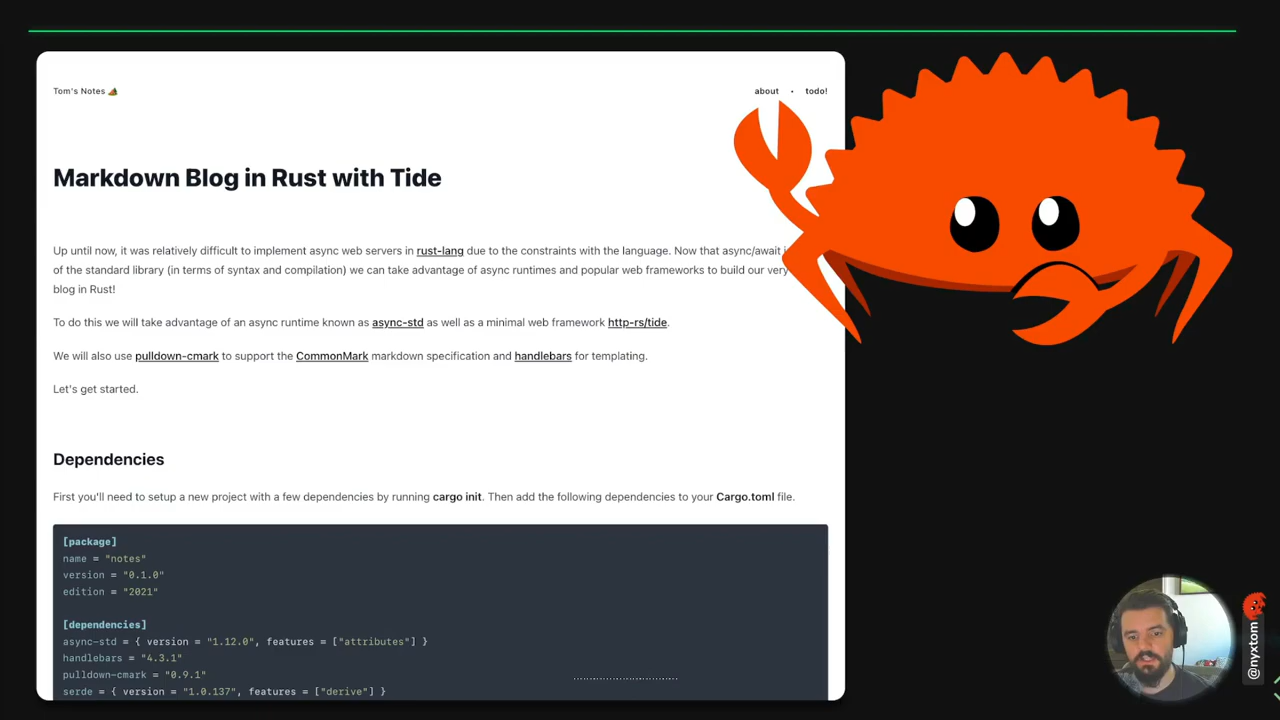 Tom's Notes
about • todo!
Markdown Blog in Rust with Tide
Up until now, it was relatively difficult to implement async web servers in rust-lang due to the constraints with the language. Now that async/await
of the standard library (in terms of syntax and compilation) we can take advantage of async runtimes and popular web frameworks to build our very
blog in Rust!
To do this we will take advantage of an async runtime known as async-std as well as a minimal web framework http-rs/tide.
We will also use pulldown-cmark to support the CommonMark markdown specification and handlebars for templating.
Let's get started.
Dependencies
First you'll need to setup a new project with a few dependencies by running cargo init. Then add the following dependencies to your Cargo.toml file.
[package]
name = "notes"
version = "0.1.0"
edition = "2021"
[dependencies]
async-std = { version = "1.12.0", features = ["attributes"] }
handlebars = "4.3.1"
pulldown-cmark = "0.9.1"
serde = { version = "1.0.137", features = ["derive"] }
@nyxtom